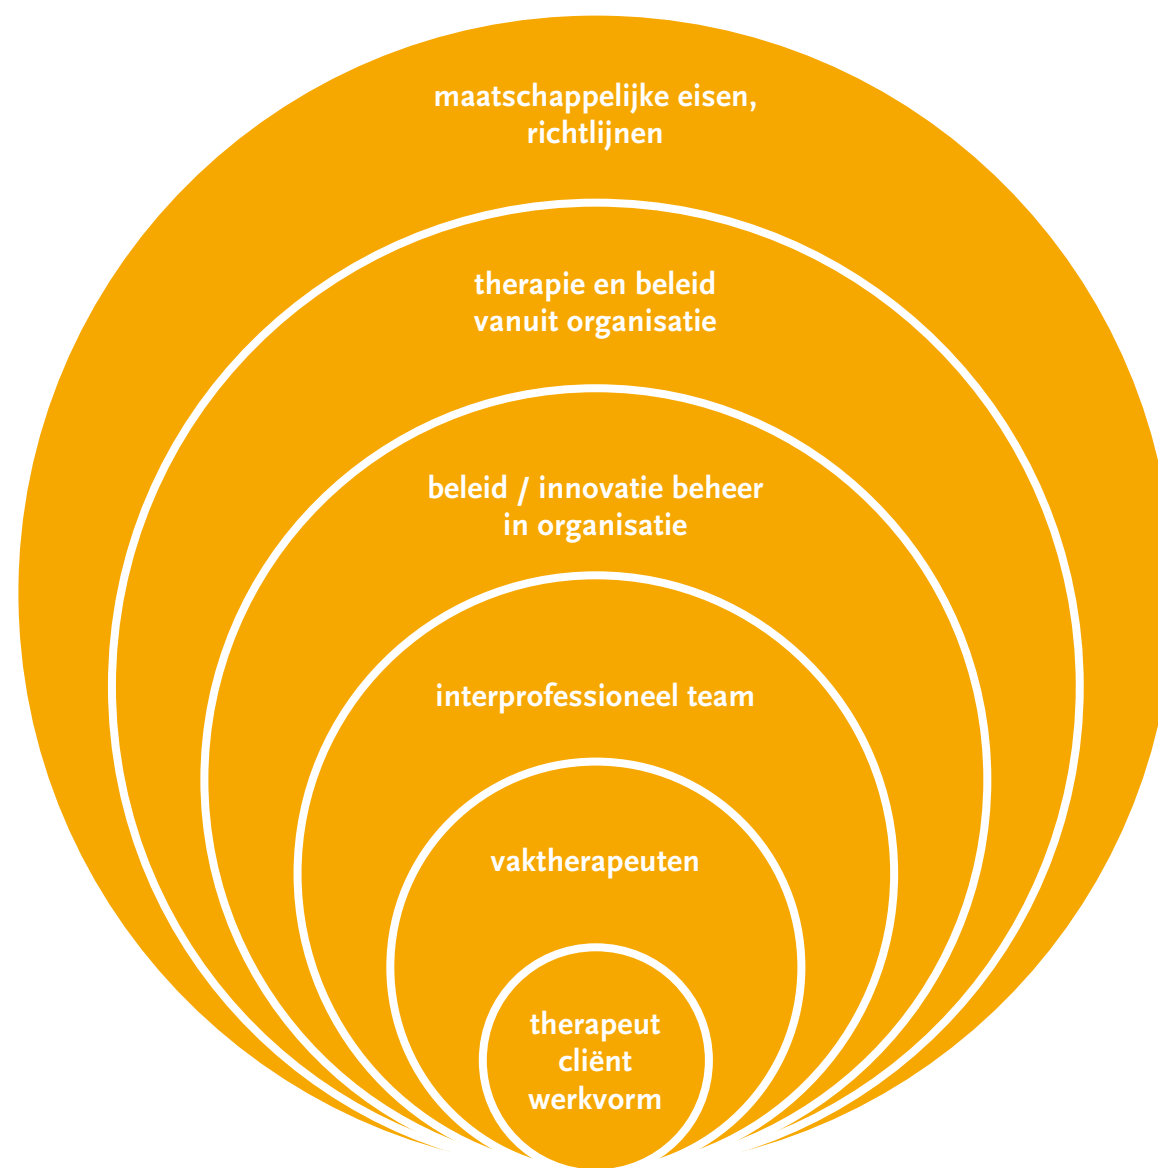 maatschappelijke eisen,
richtlijnen
therapie en beleid
vanuit organisatie
beleid / innovatie beheer
in organisatie
interprofessioneel team
vaktherapeuten
therapeut
cliënt
werkvorm